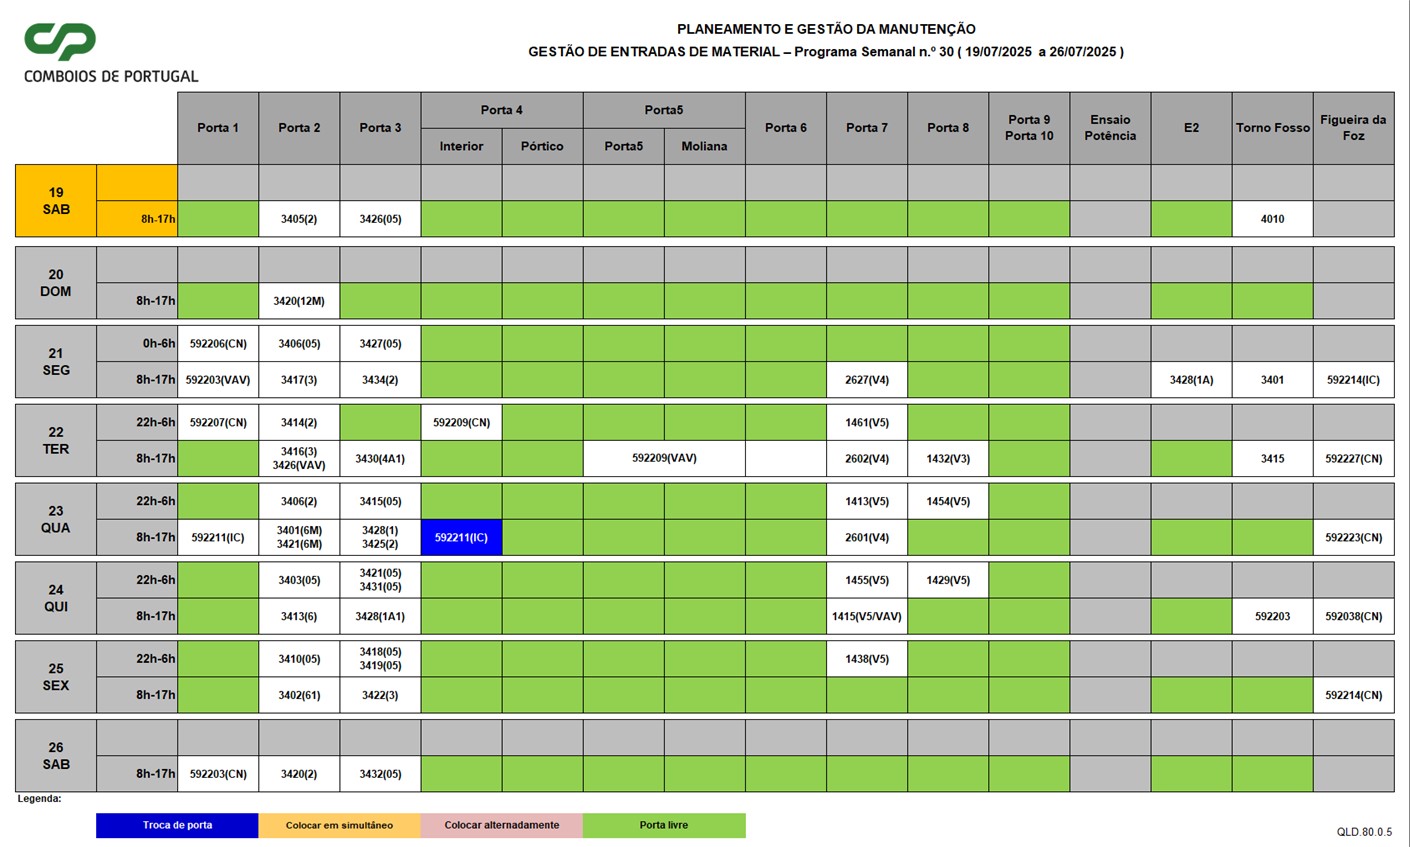 PLANEAMENTO E GESTÃO DA MANUTENÇÃO
GESTÃO DE ENTRADAS DE MATERIAL – Programa Semanal n.º 30 ( 19/07/2025 a 26/07/2025 )
CP
COMBOIOS DE PORTUGAL
Porta 1 Porta 2 Porta 3 Porta 4 Porta5 Porta 6 Porta 7 Porta 8 Porta 9 Porta 10 Ensaio Potência E2 Torno Fosso Figueira da Foz
Interior Pórtico Porta5 Moliana
19 SAB
8h-17h 3405(2) 3426(05) 4010
20 DOM
8h-17h 3420(12M)
21 SEG
0h-6h 592206(CN) 3406(05) 3427(05)
8h-17h 592203(VAV) 3417(3) 3434(2) 2627(V4) 3428(1A) 3401 592214(IC)
22 TER
22h-6h 592207(CN) 3414(2) 592209(CN) 1461(V5)
8h-17h 3416(3) 3426(VAV) 3430(4A1) 592209(VAV) 2602(V4) 1432(V3) 3415 592227(CN)
23 QUA
22h-6h 3406(2) 3415(05) 1413(V5) 1454(V5)
8h-17h 592211(IC) 3401(6M) 3421(6M) 3428(1) 3425(2) 592211(IC) 2601(V4) 592223(CN)
24 QUI
22h-6h 3403(05) 3421(05) 3431(05) 1455(V5) 1429(V5)
8h-17h 3413(6) 3428(1A1) 1415(V5/VAV) 592203 592038(CN)
25 SEX
22h-6h 3410(05) 3418(05) 3419(05) 1438(V5)
8h-17h 3402(61) 3422(3) 592214(CN)
26 SAB
8h-17h 592203(CN) 3420(2) 3432(05)
Legenda:
Troca de porta Colocar em simultáneo Colocar alternadamente Porta livre
QLD.80.0.5